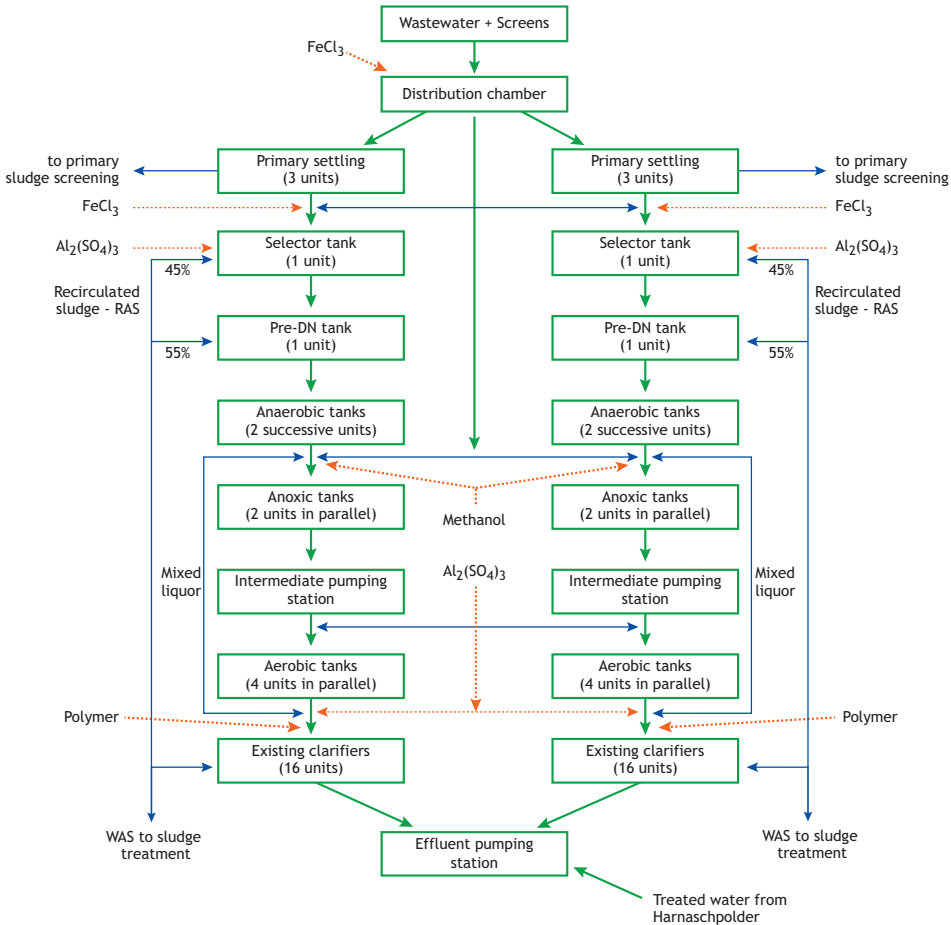 Wastewater + Screens
FeCl₃
Distribution chamber
to primary
sludge screening
Primary settling
(3 units)
Primary settling
(3 units)
to primary
sludge screening
FeCl₃
FeCl₃
Al₂(SO₄)₃
Selector tank
(1 unit)
Selector tank
(1 unit)
Al₂(SO₄)₃
45%
45%
Recirculated
sludge - RAS
Recirculated
sludge - RAS
Pre-DN tank
(1 unit)
Pre-DN tank
(1 unit)
55%
55%
Anaerobic tanks
(2 successive units)
Anaerobic tanks
(2 successive units)
Anoxic tanks
(2 units in parallel)
Methanol
Anoxic tanks
(2 units in parallel)
Mixed
liquor
Intermediate pumping
station
Al₂(SO₄)₃
Intermediate pumping
station
Mixed
liquor
Aerobic tanks
(4 units in parallel)
Aerobic tanks
(4 units in parallel)
Polymer
Polymer
Existing clarifiers
(16 units)
Existing clarifiers
(16 units)
WAS to sludge
treatment
Effluent pumping
station
WAS to sludge
treatment
Treated water from
Harnaschpolder